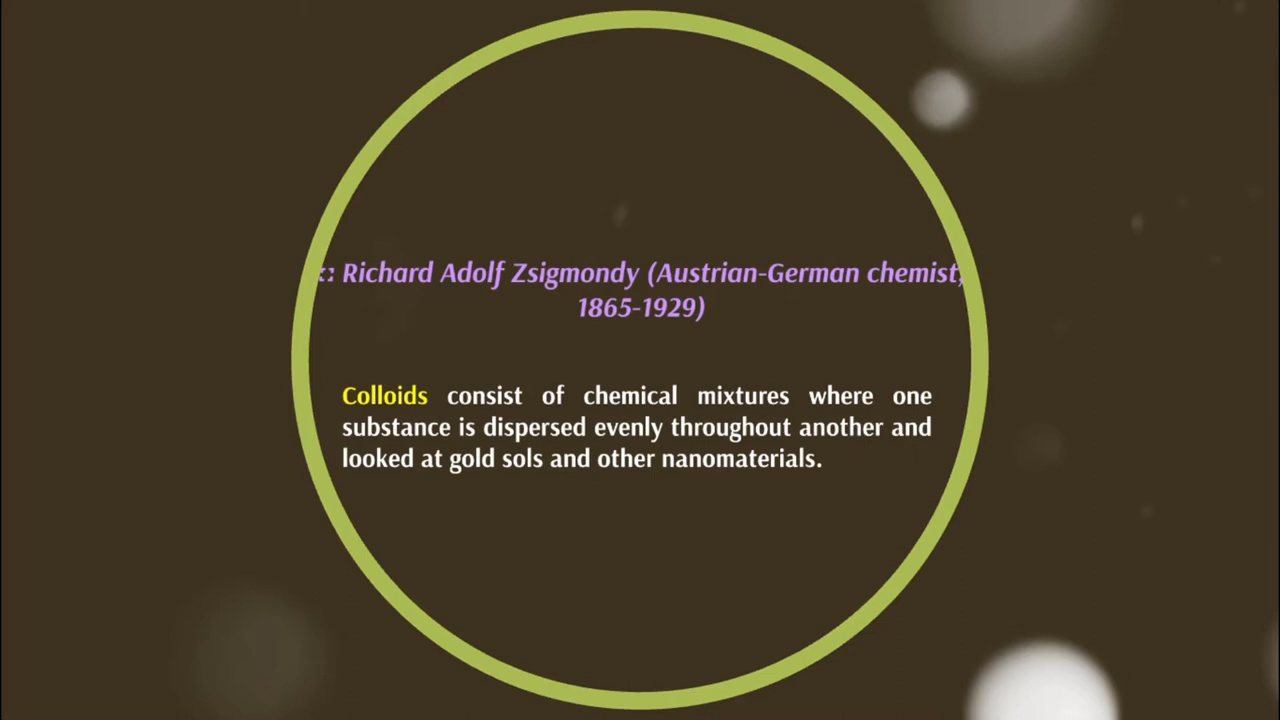 : Richard Adolf Zsigmondy (Austrian-German chemist,
1865-1929)
Colloids consist of chemical mixtures where one
substance is dispersed evenly throughout another and
looked at gold sols and other nanomaterials.